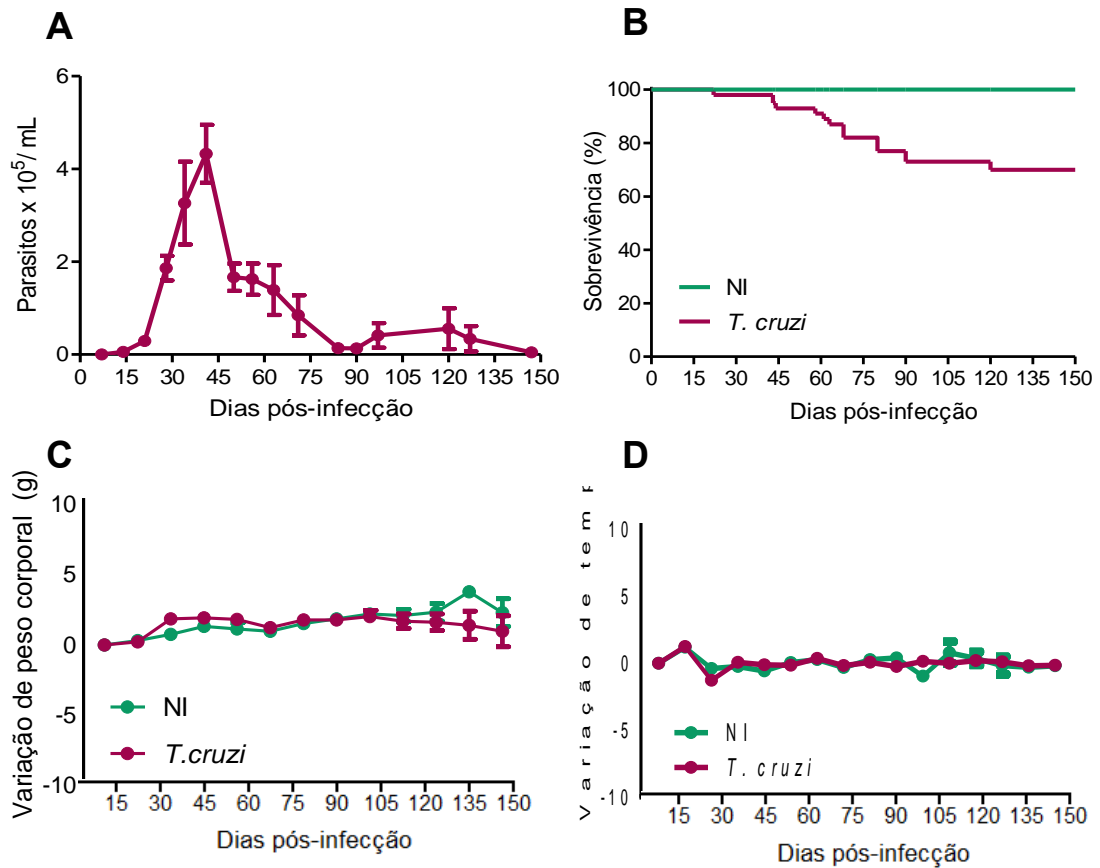 A
Parasitos x 10⁵/mL
6
4
2
0
0 15 30 45 60 75 90 105 120 135 150
Dias pós-infecção
B
Sobrevivência (%)
100
80
60
40
20
0
NI
T. cruzi
0 15 30 45 60 75 90 105 120 135 150
Dias pós-infecção
C
Variação de peso corporal (g)
10
5
0
-5
-10
NI
T.cruzi
15 30 45 60 75 90 105 120 135 150
Dias pós-infecção
D
Variação de temp
10
5
0
-5
-10
NI
T. cruzi
15 30 45 60 75 90 105 120 135 150
Dias pós-infecção